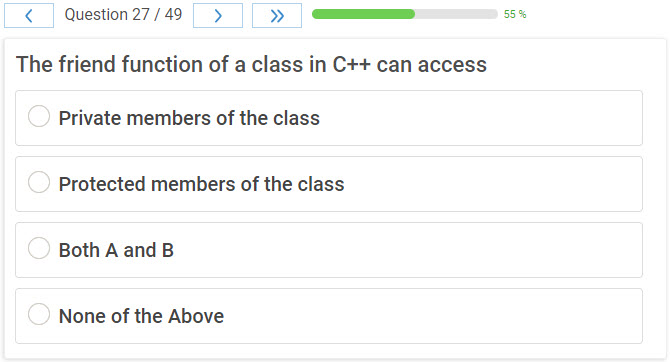 Question 27 / 49
55 %
The friend function of a class in C++ can access
Private members of the class
Protected members of the class
Both A and B
None of the Above